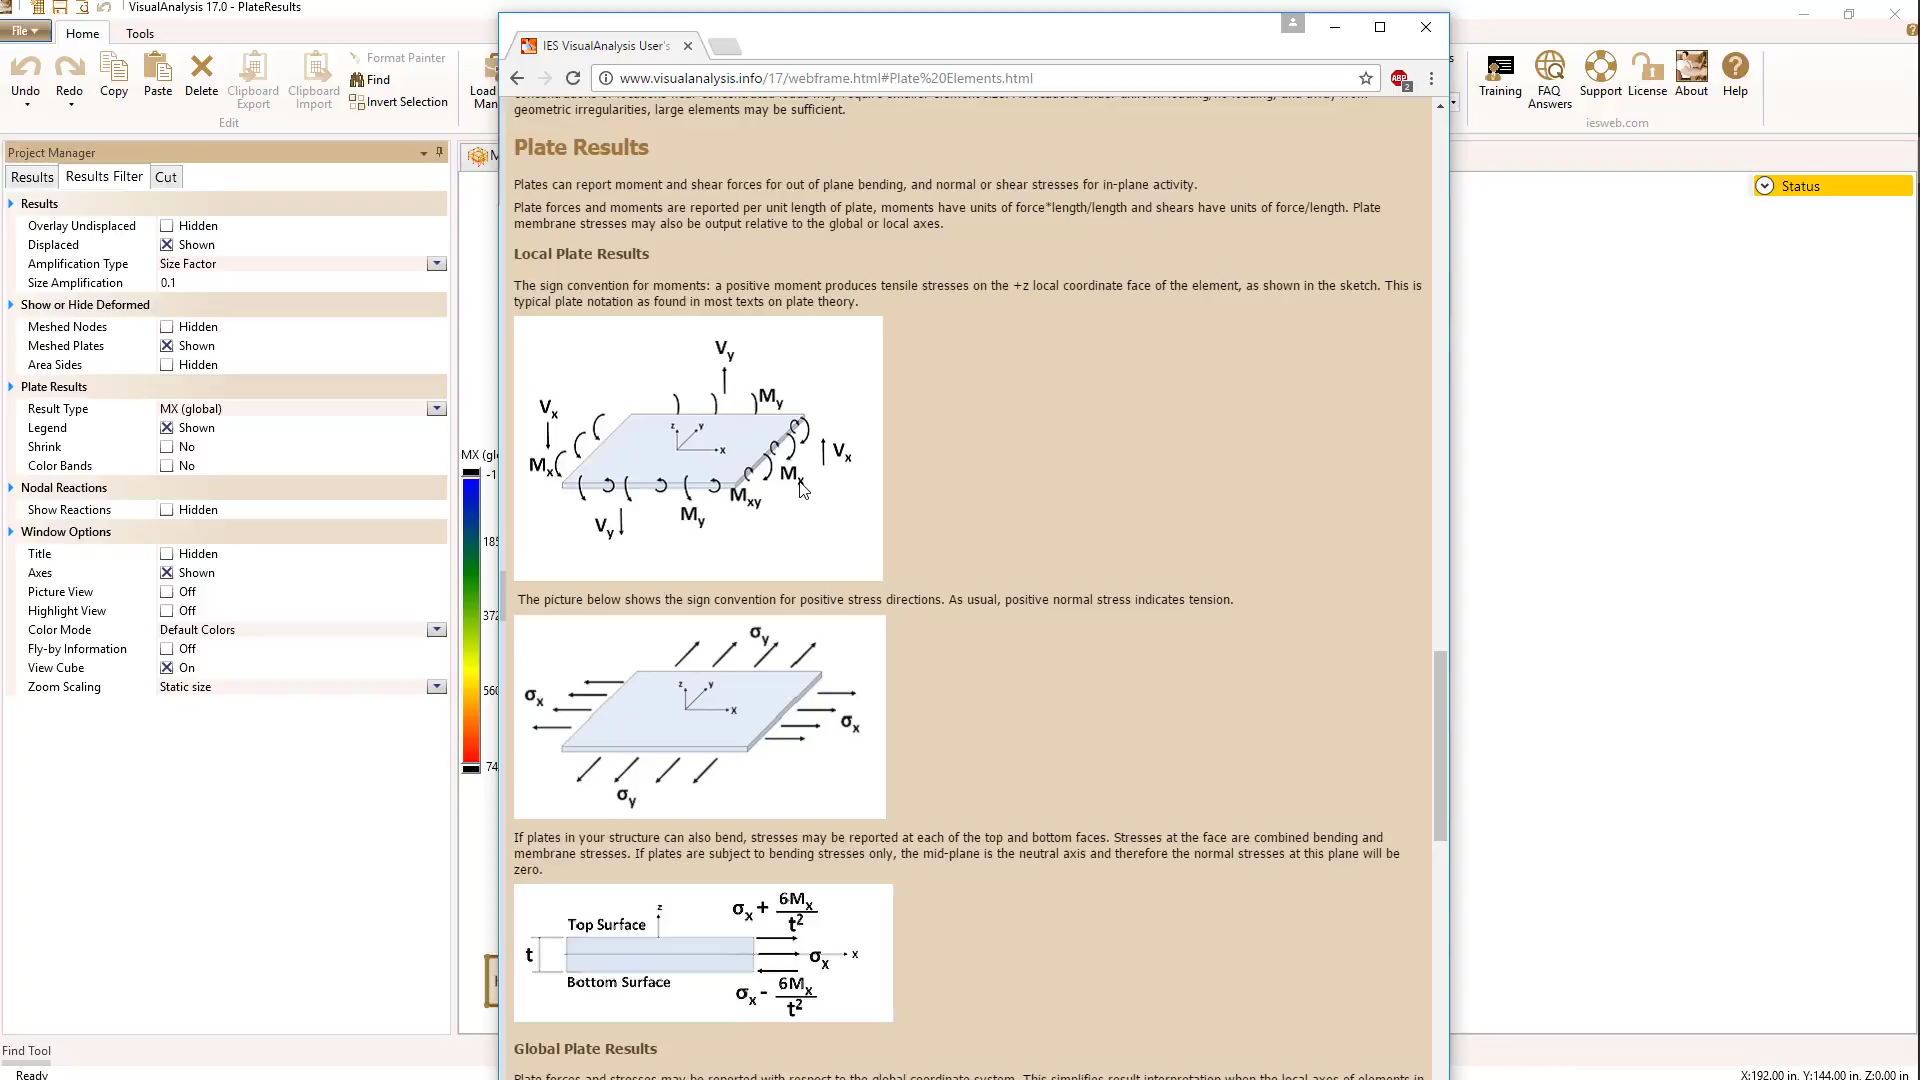 VisualAnalysis 17.0 - PlateResults
File
Home
Tools
Undo
Redo
Copy
Paste
Delete
Clipboard Export
Clipboard Import
Format Painter
Find
Invert Selection
Edit
Load
Training
FAQ Answers
Support
License
About
Help
iesweb.com
Project Manager
Results
Results Filter
Cut
Results
Overlay Undisplaced Hidden
Displaced Shown
Amplification Type Size Factor
Size Amplification 0.1
Show or Hide Deformed
Meshed Nodes Hidden
Meshed Plates Shown
Area Sides Hidden
Plate Results
Result Type MX (global)
Legend Shown
Shrink No
Color Bands No
Nodal Reactions
Show Reactions Hidden
Window Options
Title Hidden
Axes Shown
Picture View Off
Highlight View Off
Color Mode Default Colors
Fly-by Information Off
View Cube On
Zoom Scaling Static size
Find Tool
Ready
IES VisualAnalysis User's
www.visualanalysis.info/17/webframe.html#Plate%20Elements.html
ABP
2
geometric irregularities, large elements may be sufficient.
Plate Results
Plates can report moment and shear forces for out of plane bending, and normal or shear stresses for in-plane activity.
Plate forces and moments are reported per unit length of plate, moments have units of force*length/length and shears have units of force/length. Plate
membrane stresses may also be output relative to the global or local axes.
Local Plate Results
The sign convention for moments: a positive moment produces tensile stresses on the +z local coordinate face of the element, as shown in the sketch. This is
typical plate notation as found in most texts on plate theory.
Vy
Vx My
z y
x
Vx
Mx Mx
Mxy
My
Vy
The picture below shows the sign convention for positive stress directions. As usual, positive normal stress indicates tension.
σy
z y
σx x σx
σy
If plates in your structure can also bend, stresses may be reported at each of the top and bottom faces. Stresses at the face are combined bending and
membrane stresses. If plates are subject to bending stresses only, the mid-plane is the neutral axis and therefore the normal stresses at this plane will be
zero.
z
σx + 6Mx
t²
Top Surface
t σx x
Bottom Surface
σx - 6Mx
t²
Global Plate Results
Status
X:192.00 in, Y:144.00 in, Z:0.00 in